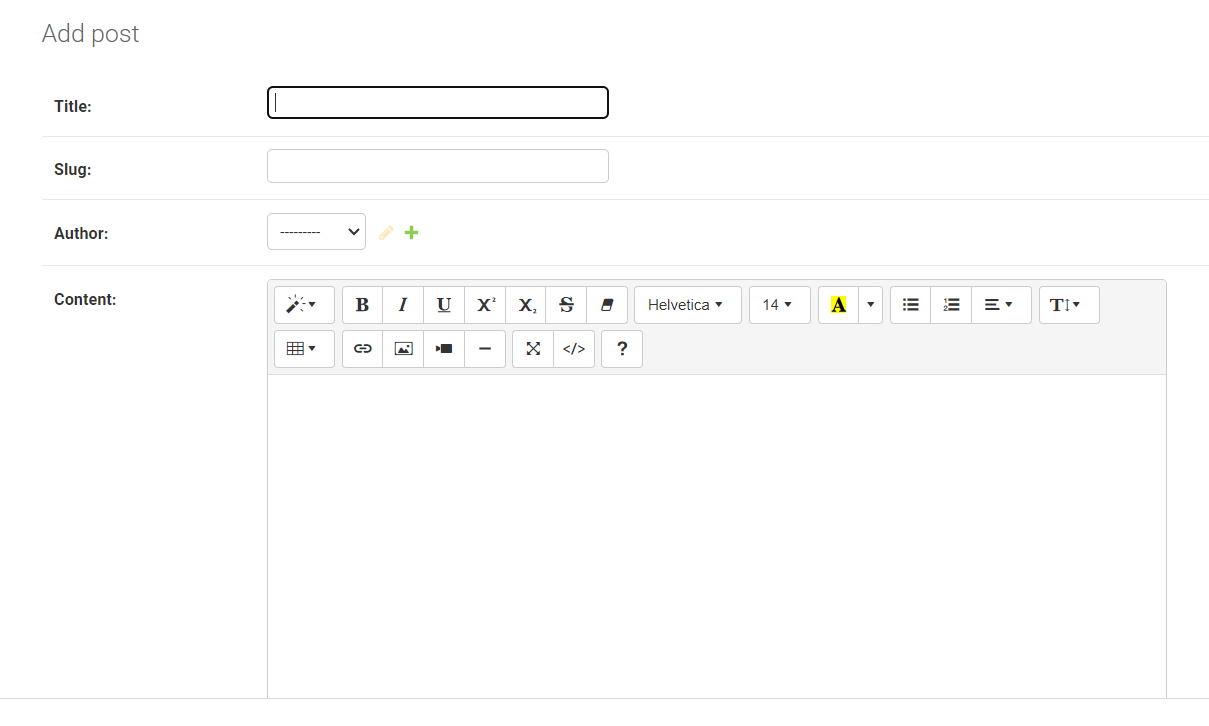 Add post
Title:
Slug:
Author:
---------
Content:
B I U X² X₂ S Helvetica 14 A T
</> ?